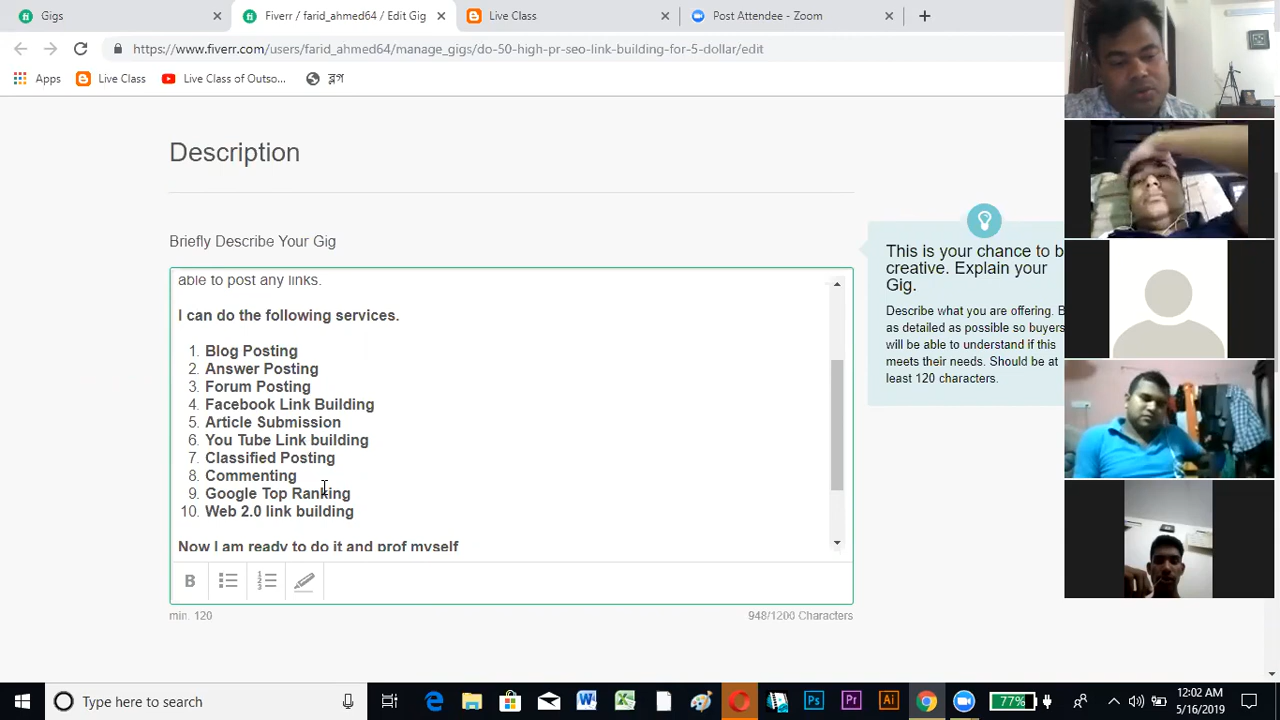 Gigs
Fiverr / farid_ahmed64 / Edit Gig
Live Class
Post Attendee - Zoom
https://www.fiverr.com/users/farid_ahmed64/manage_gigs/do-50-high-pr-seo-link-building-for-5-dollar/edit
Apps
Live Class
Live Class of Outso...
ব্লগ
Description
Briefly Describe Your Gig
able to post any links.
I can do the following services.
1. Blog Posting
2. Answer Posting
3. Forum Posting
4. Facebook Link Building
5. Article Submission
6. You Tube Link building
7. Classified Posting
8. Commenting
9. Google Top Ranking
10. Web 2.0 link building
Now I am ready to do it and prof myself
B
min. 120
948/1200 Characters
This is your chance to b
creative. Explain your
Gig.
Describe what you are offering. B
as detailed as possible so buyers
will be able to understand if this
meets their needs. Should be at
least 120 characters.
Type here to search
77%
12:02 AM
5/16/2019